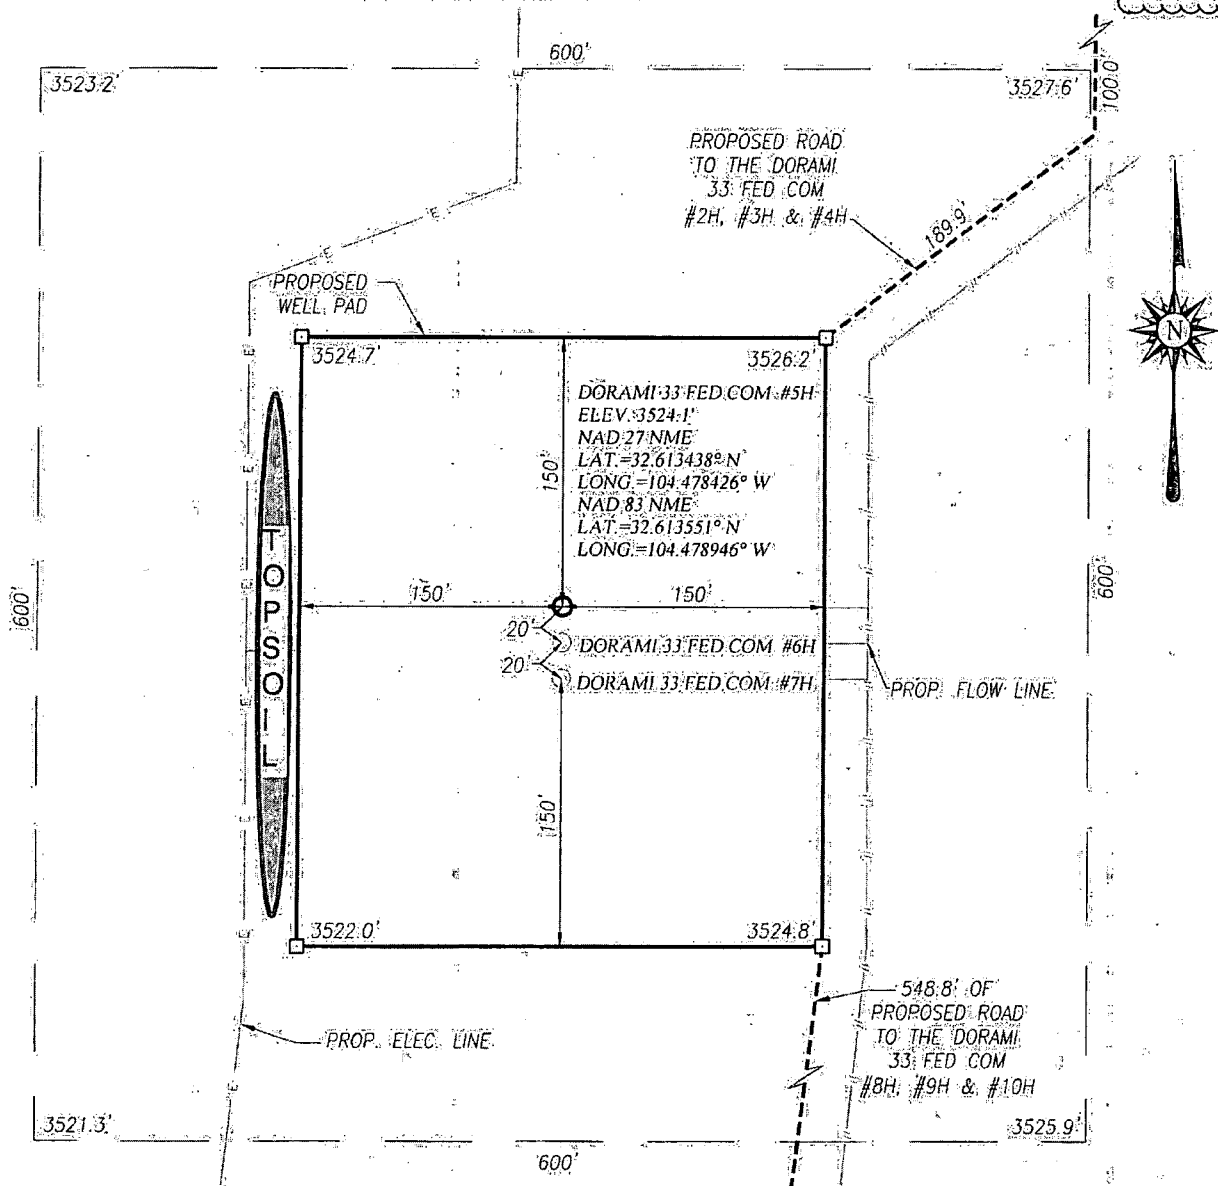 600'
3523.2'
3527.6'
100.0'
PROPOSED ROAD
TO THE DORAMI
33 FED COM
#2H, #3H & #4H
189.9'
PROPOSED
WELL PAD
N
3524.7'
3526.2'
DORAMI 33 FED COM #5H
ELEV. 3524.1'
NAD 27 NME
LAT.=32.613438° N
LONG.=104.478426° W
NAD 83 NME
LAT.=32.613551° N
LONG.=104.478946° W
150'
TOPSOIL
150'
150'
600'
600'
20'
DORAMI 33 FED COM #6H
20'
DORAMI 33 FED COM #7H
PROP. FLOW LINE
150'
3522.0'
3524.8'
548.8' OF
PROPOSED ROAD
TO THE DORAMI
33 FED COM
#8H, #9H & #10H
PROP. ELEC. LINE
3521.3'
3525.9'
600'